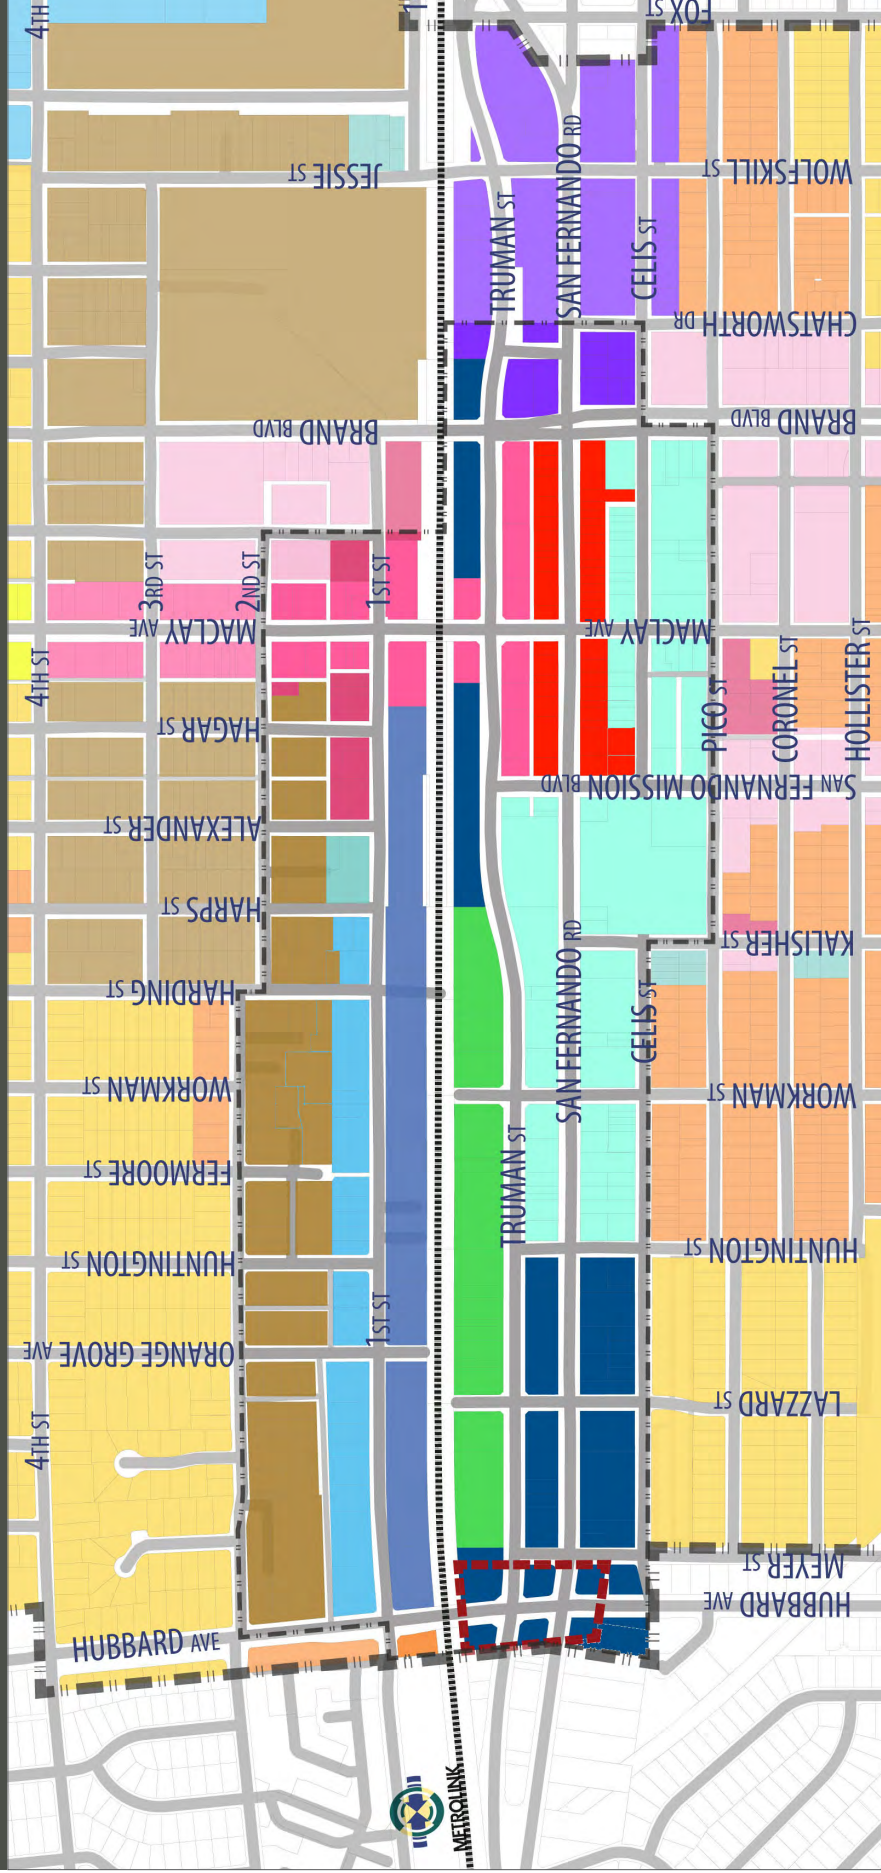 4TH
1
FOX ST
JESSIE ST
WOLFSKILL ST
TRUMAN ST
SAN FERNANDO RD
CELIS ST
CHATSWORTH DR
BRAND BLVD
BRAND BLVD
3RD ST
2ND ST
1ST ST
MACLAY AVE
MACLAY AVE
4TH ST
HAGAR ST
PICO ST
CORONEL ST
HOLLISTER ST
SAN FERNANDO MISSION BLVD
ALEXANDER ST
HARPS ST
KALISHER ST
HARDING ST
SAN FERNANDO RD
CELIS ST
WORKMAN ST
WORKMAN ST
FERMOORE ST
TRUMAN ST
HUNTINGTON ST
HUNTINGTON ST
1ST ST
ORANGE GROVE AVE
LAZZARD ST
4TH ST
MEYER ST
HUBBARD AVE
HUBBARD AVE
METROLINK